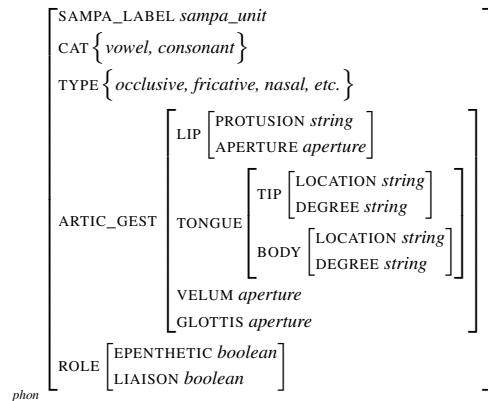 SAMPA_LABEL sampa_unit
CAT { vowel, consonant }
TYPE { occlusive, fricative, nasal, etc. }
LIP [ PROTUSION string
APERTURE aperture ]
ARTIC_GEST
TONGUE
TIP [ LOCATION string
DEGREE string ]
BODY [ LOCATION string
DEGREE string ]
VELUM aperture
GLOTTIS aperture
ROLE [ EPENTHETIC boolean
LIAISON boolean ]
phon